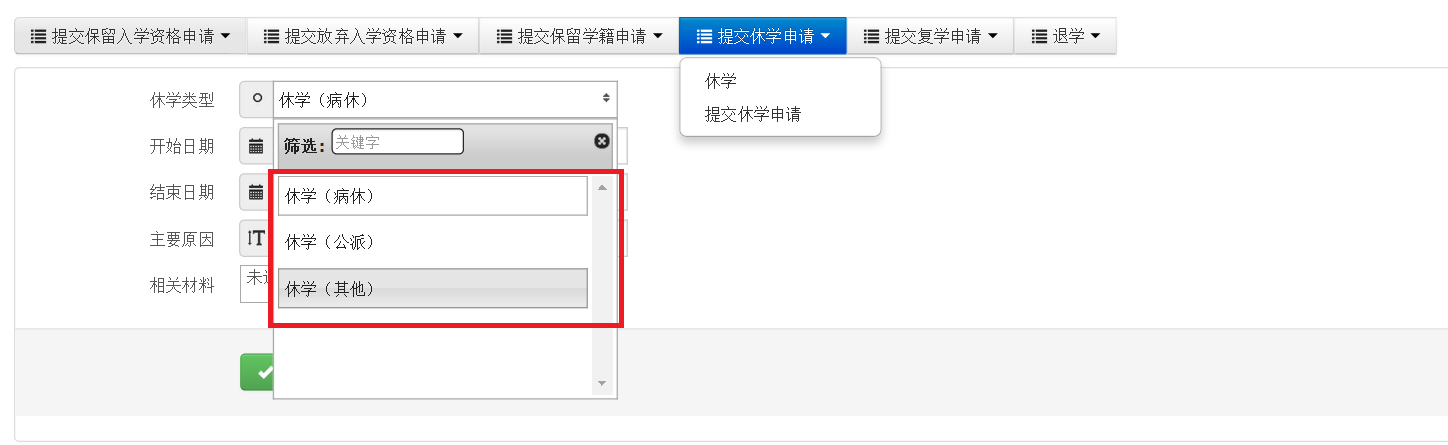 提交保留入学资格申请 提交放弃入学资格申请 提交保留学籍申请 提交休学申请 提交复学申请 退学
休学
提交休学申请
休学类型 休学（病休）
开始日期 筛选： 关键字
结束日期 休学（病休）
主要原因 休学（公派）
相关材料 休学（其他）